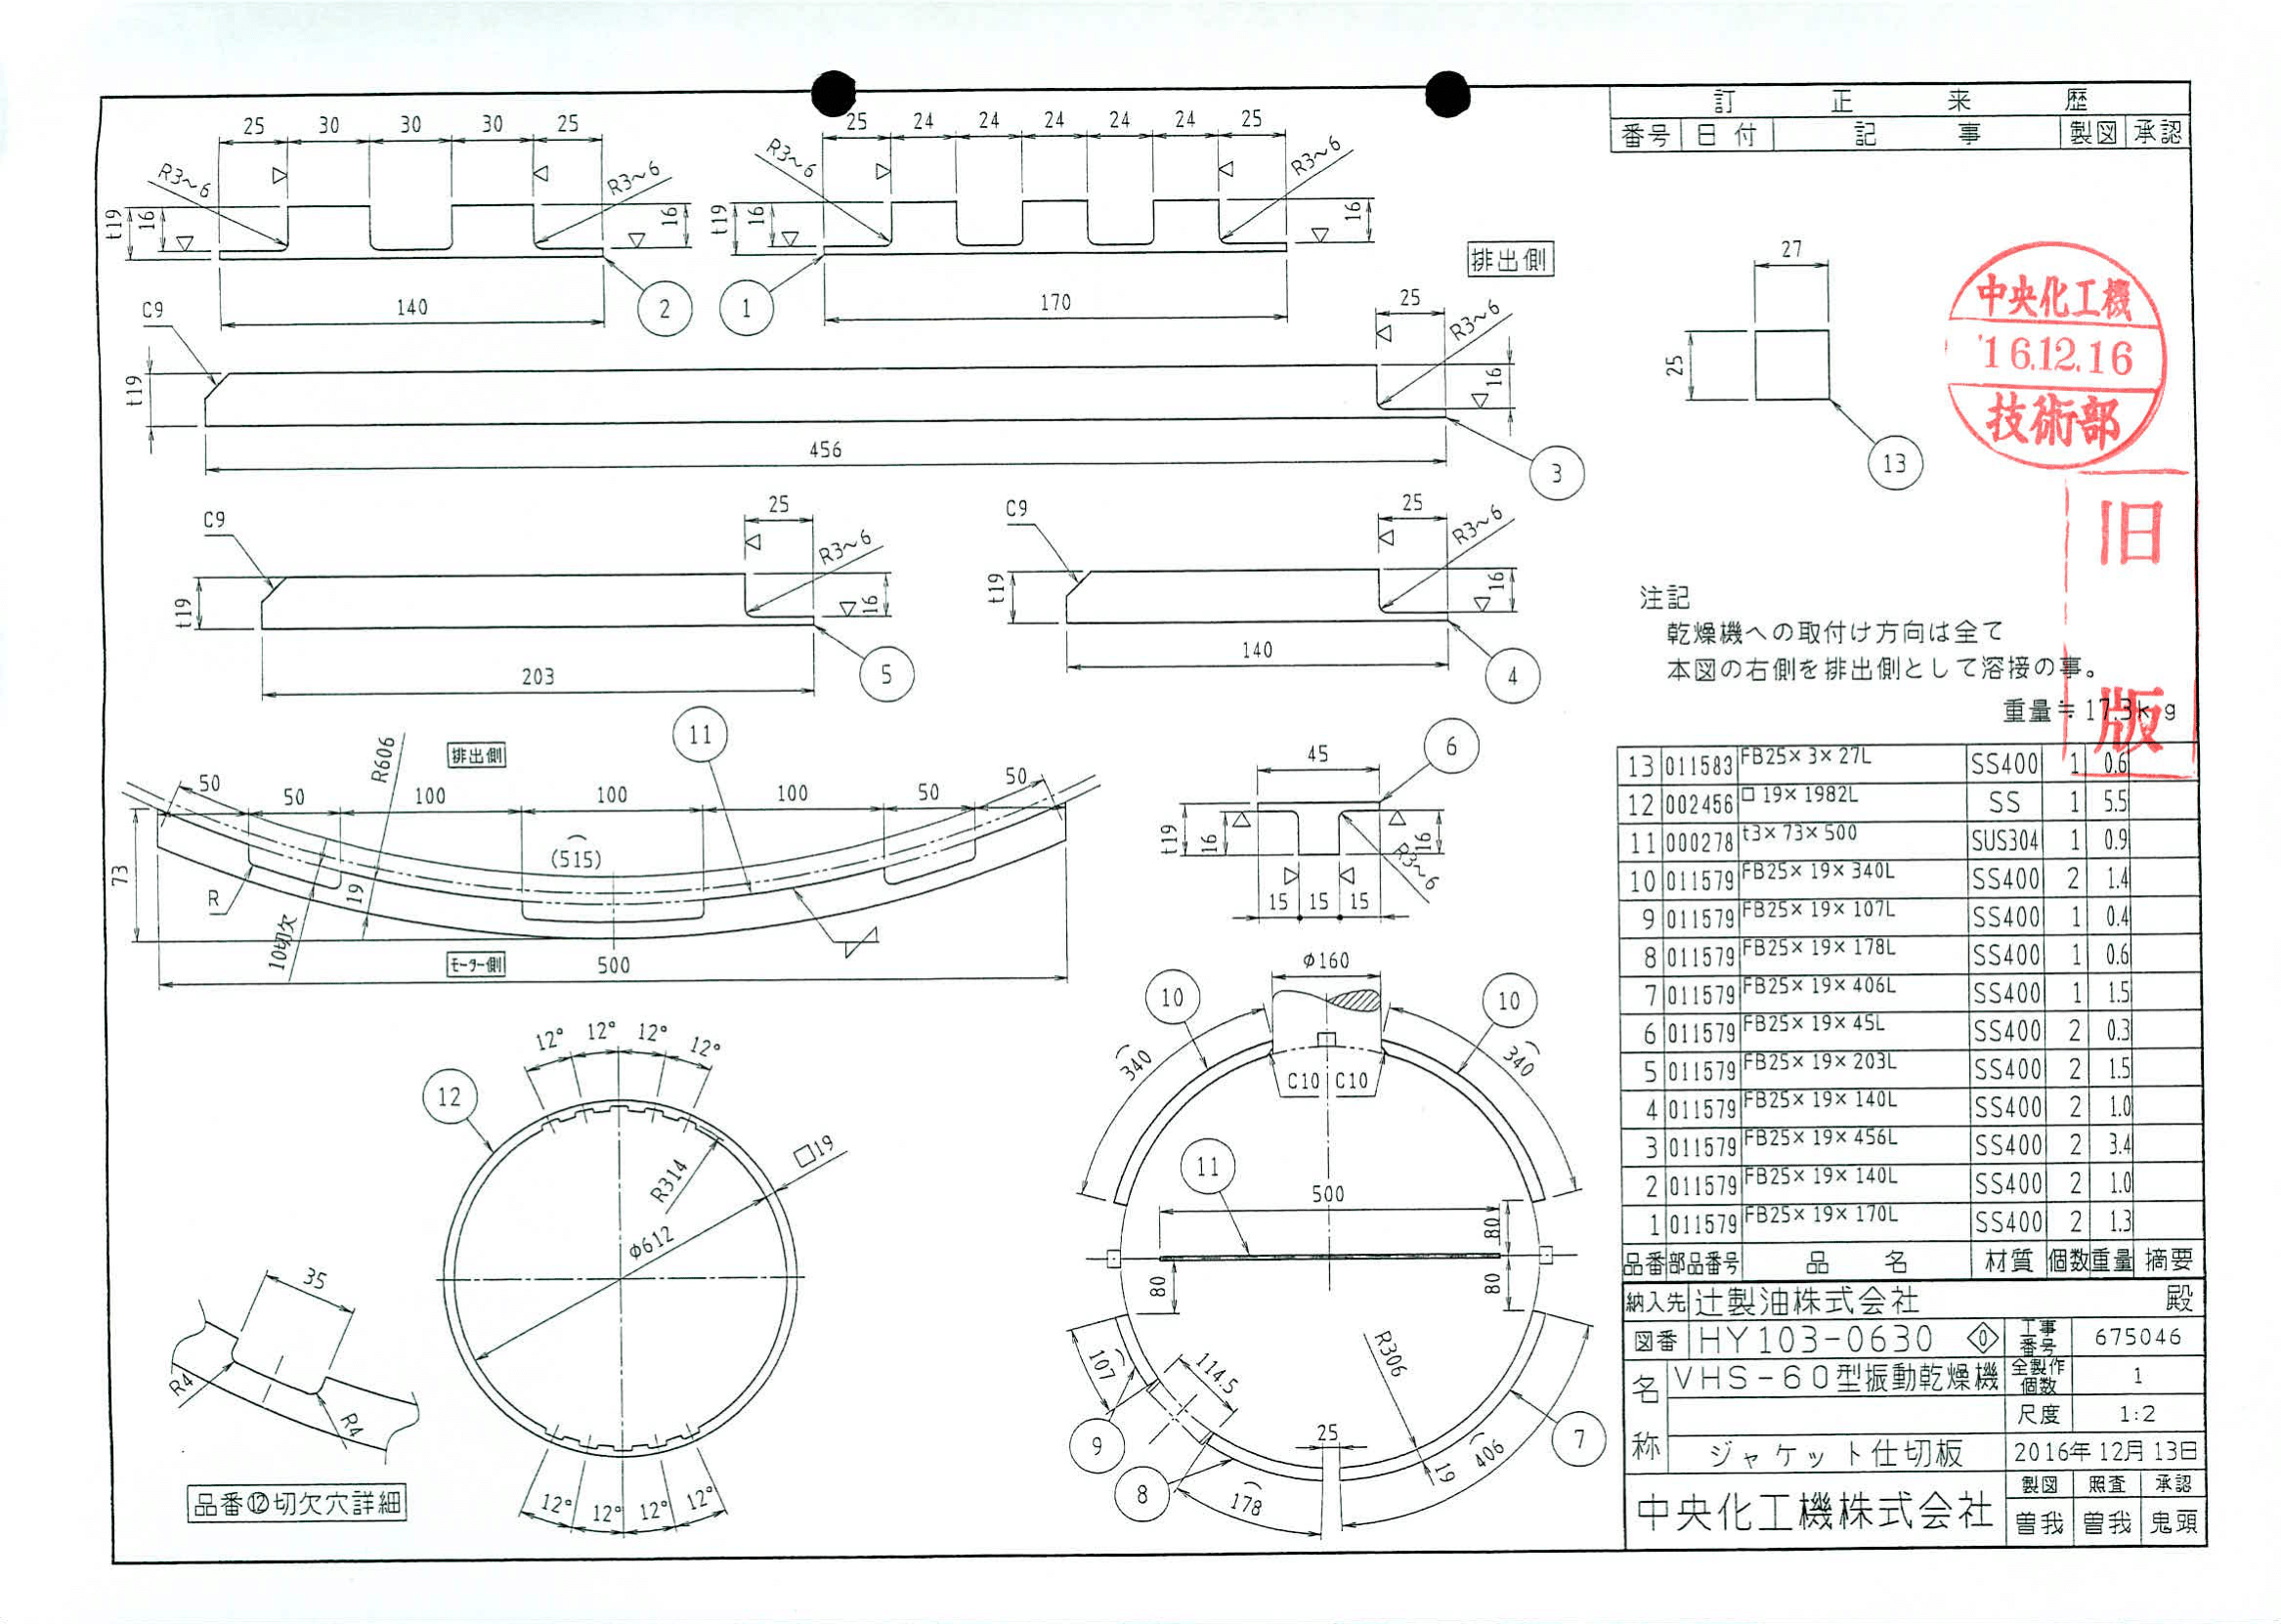 訂正来歴
番号 日付 記事 製図 承認
25 30 30 30 25
R3~6 R3~6
t19 16 16
140
2
25 24 24 24 24 24 25
R3~6 R3~6
t19 16 16
170
1
排出側
27
25
13
中央化工機
'16.12.16
技術部
旧版
C9
t19
456
25
R3~6
16
3
C9
t19
203
25
R3~6
16
5
C9
t19
140
25
R3~6
16
4
注記
乾燥機への取付け方向は全て
本図の右側を排出側として溶接の事。
重量≒17.3kg
排出側
R606
11
50 50 100 100 100 50 50
(515)
73
R
10切欠
19
モーター側
500
45
6
t19 16 16
R3~6
15 15 15
12° 12° 12° 12°
12
□19
R314
φ612
12° 12° 12° 12°
35
R4
R4
品番⑫切欠穴詳細
φ160
10 10
340 340
C10 C10
11
500
80
80 80
107
114.5
R306
25
9
8
7
178
19
406
13 011583 FB25×3×27L SS400 1 0.6
12 002456 □19×1982L SS 1 5.5
11 000278 t3×73×500 SUS304 1 0.9
10 011579 FB25×19×340L SS400 2 1.4
9 011579 FB25×19×107L SS400 1 0.4
8 011579 FB25×19×178L SS400 1 0.6
7 011579 FB25×19×406L SS400 1 1.5
6 011579 FB25×19×45L SS400 2 0.3
5 011579 FB25×19×203L SS400 2 1.5
4 011579 FB25×19×140L SS400 2 1.0
3 011579 FB25×19×456L SS400 2 3.4
2 011579 FB25×19×140L SS400 2 1.0
1 011579 FB25×19×170L SS400 2 1.3
品番 部品番号 品名 材質 個数 重量 摘要
納入先 辻製油株式会社 殿
図番 HY103-0630 0 工事番号 675046
名称 VHS-60型振動乾燥機 全製作個数 1
尺度 1:2
ジャケット仕切板 2016年12月13日
中央化工機株式会社
製図 照査 承認
曽我 曽我 鬼頭